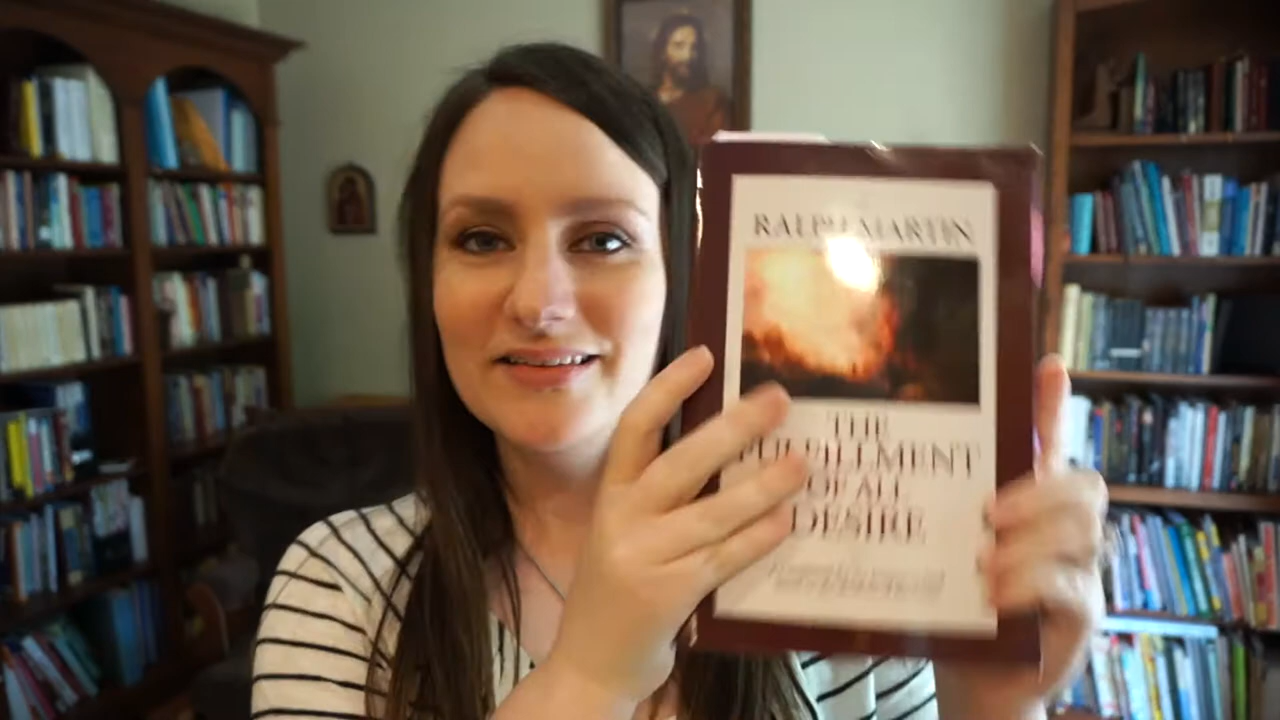 RALPH MARTIN
THE
FULFILLMENT
OF ALL
DESIRE